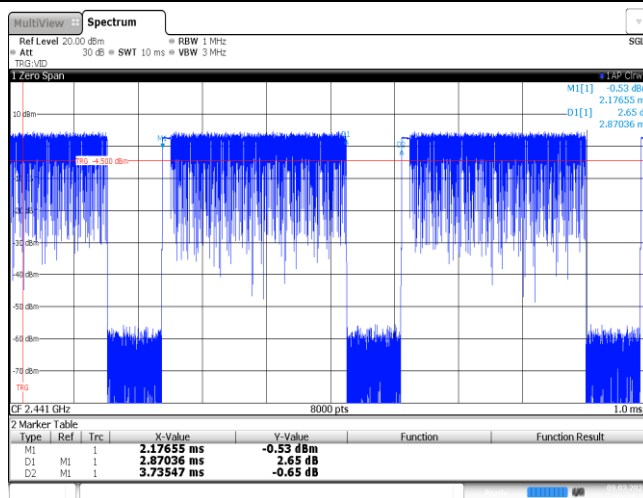 MultiView Spectrum
Ref Level 20.00 dBm RBW 1 MHz SGL
Att 30 dB SWT 10 ms VBW 3 MHz
TRG:VID
1 Zero Span 1AP Clrw
M1[1] -0.53 dBm
2.17655 ms
10 dBm D1[1] 2.65 d
2.87036 ms
M1 D1 D2
TRG -4.500 dBm
-20 dBm
-30 dBm
-40 dBm
-50 dBm
-60 dBm
-70 dBm
TRG
CF 2.441 GHz 8000 pts 1.0 ms
2 Marker Table
Type Ref Trc X-Value Y-Value Function Function Result
M1 1 2.17655 ms -0.53 dBm
D1 M1 1 2.87036 ms 2.65 dB
D2 M1 1 3.73547 ms -0.65 dB